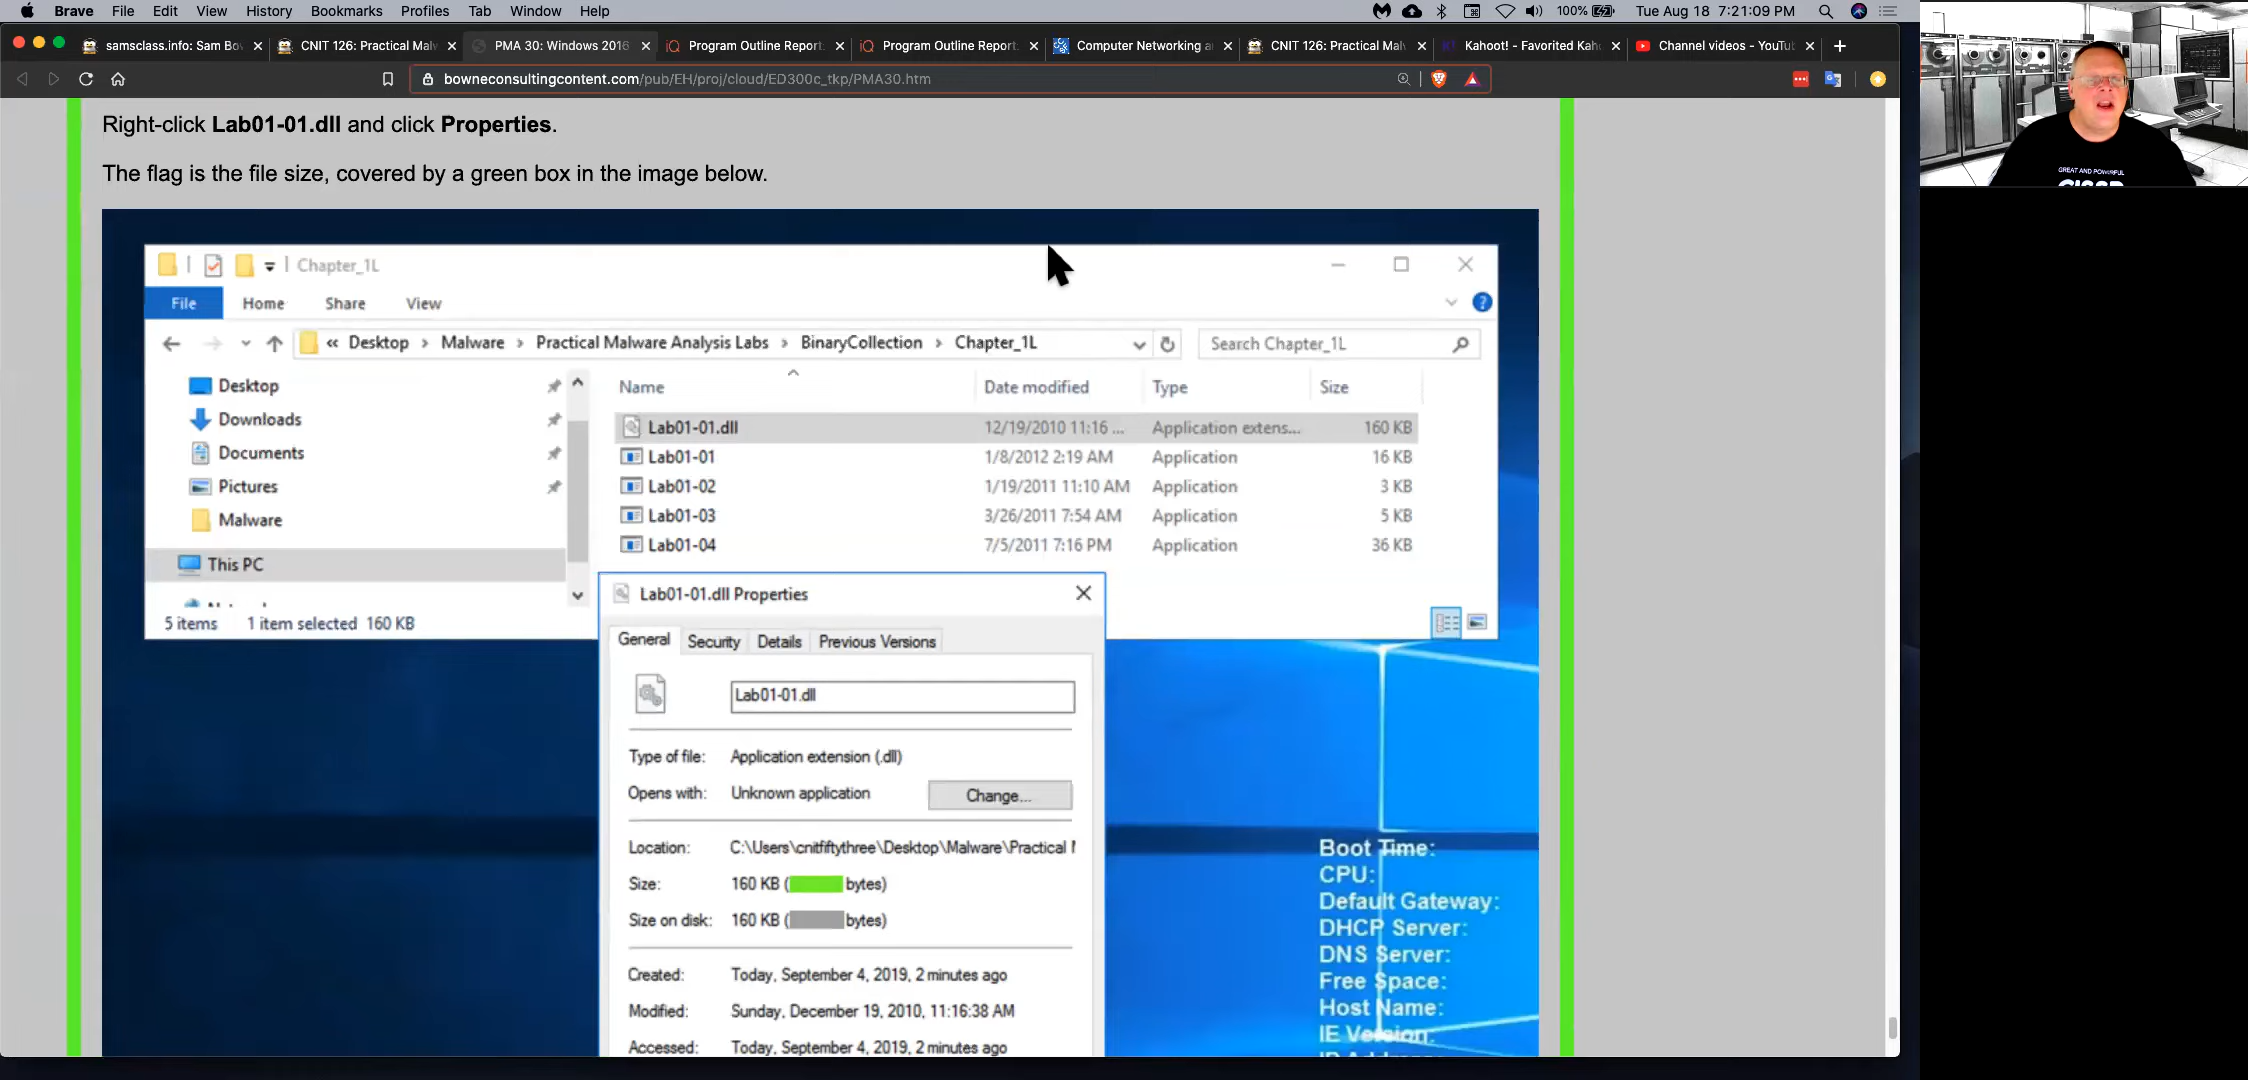 Brave File Edit View History Bookmarks Profiles Tab Window Help 100% Tue Aug 18 7:21:09 PM
samsclass.info: Sam Bo CNIT 126: Practical Mal PMA 30: Windows 2016 Program Outline Report. Program Outline Report. Computer Networking a CNIT 126: Practical Mal Kahoot! - Favorited Kah Channel videos - YouTu
bowneconsultingcontent.com/pub/EH/proj/cloud/ED300c_tkp/PMA30.htm
Right-click Lab01-01.dll and click Properties.
The flag is the file size, covered by a green box in the image below.
Chapter_1L
File Home Share View
« Desktop › Malware › Practical Malware Analysis Labs › BinaryCollection › Chapter_1L Search Chapter_1L
Name Date modified Type Size
Desktop
Downloads
Documents
Pictures
Malware
This PC
Lab01-01.dll 12/19/2010 11:16 ... Application extens... 160 KB
Lab01-01 1/8/2012 2:19 AM Application 16 KB
Lab01-02 1/19/2011 11:10 AM Application 3 KB
Lab01-03 3/26/2011 7:54 AM Application 5 KB
Lab01-04 7/5/2011 7:16 PM Application 36 KB
5 items 1 item selected 160 KB
Lab01-01.dll Properties
General Security Details Previous Versions
Lab01-01.dll
Type of file: Application extension (.dll)
Opens with: Unknown application Change...
Location: C:\Users\cnitfiftythree\Desktop\Malware\Practical
Size: 160 KB ( bytes)
Size on disk: 160 KB ( bytes)
Created: Today, September 4, 2019, 2 minutes ago
Modified: Sunday, December 19, 2010, 11:16:38 AM
Accessed: Today, September 4, 2019, 2 minutes ago
Boot Time:
CPU:
Default Gateway:
DHCP Server:
DNS Server:
Free Space:
Host Name:
IE Version:
GREAT AND POWERFUL
CISSP